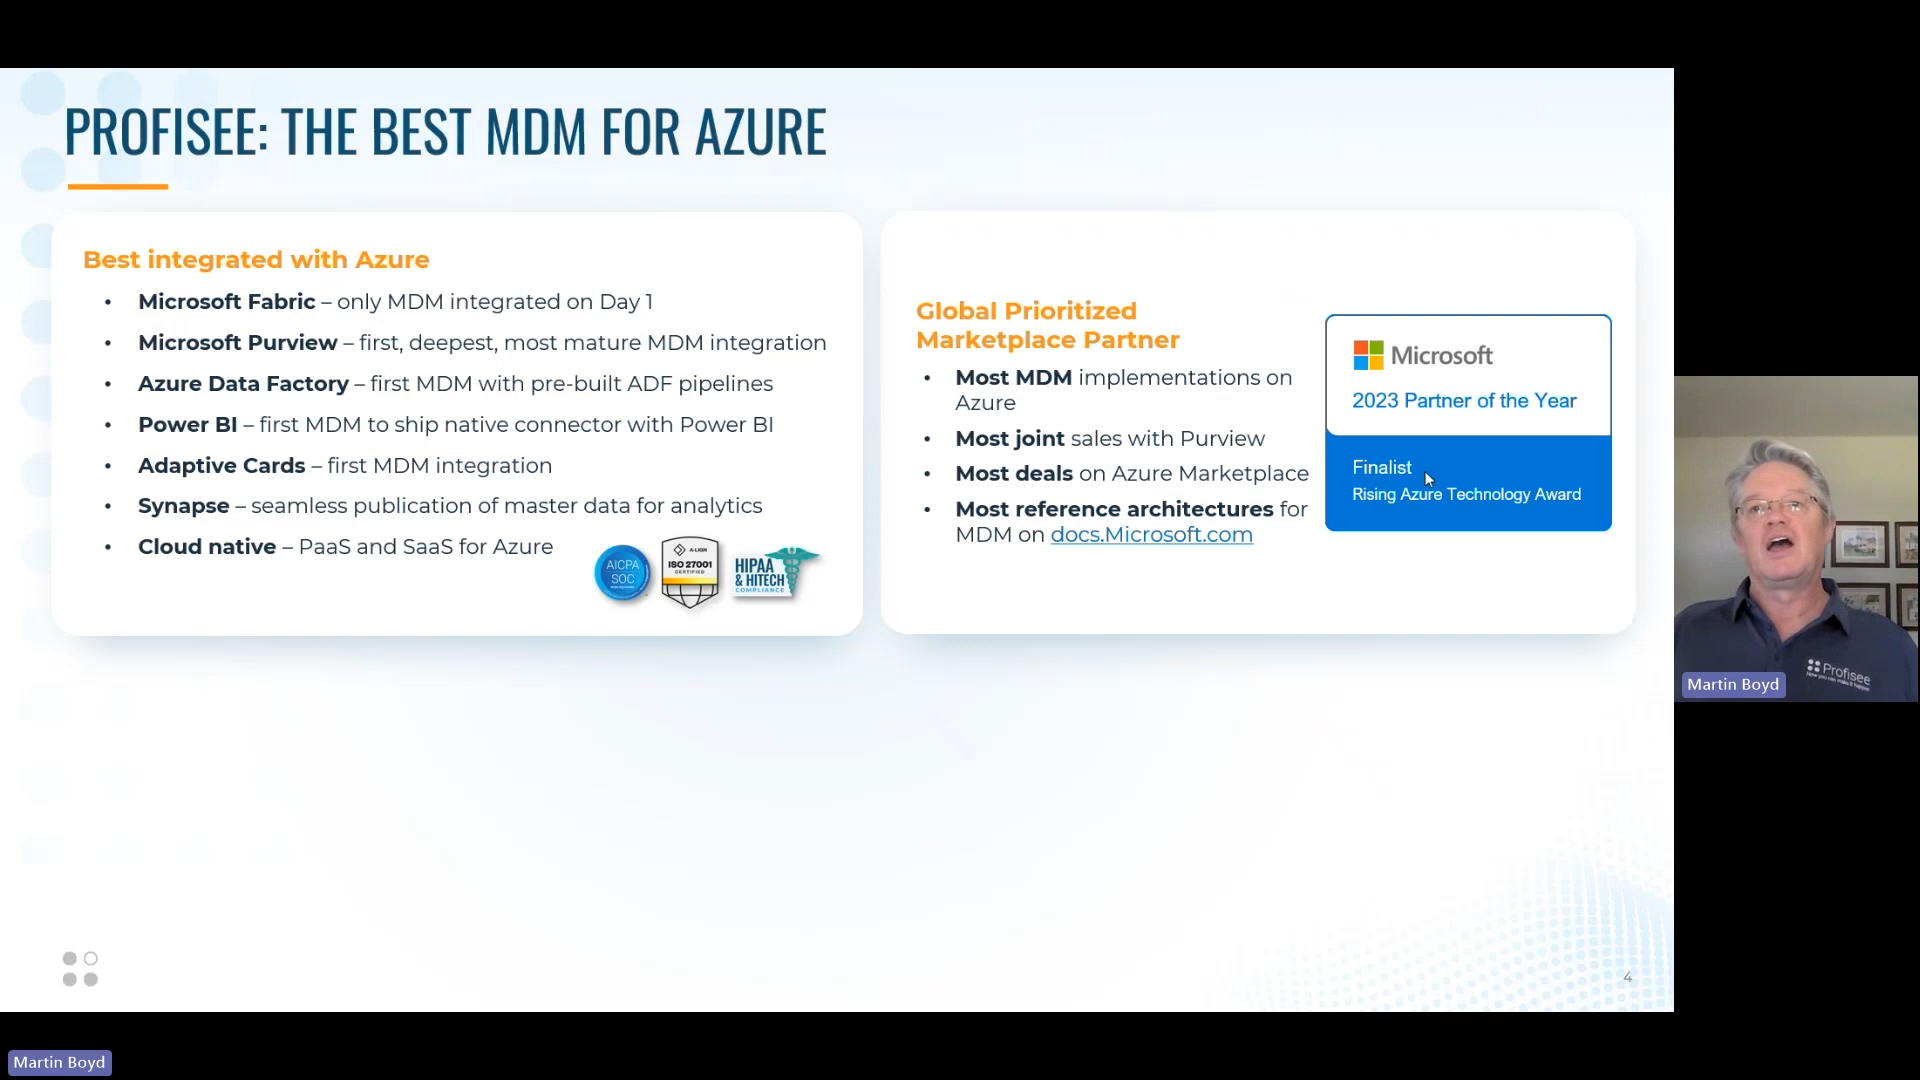 PROFISEE: THE BEST MDM FOR AZURE
Best integrated with Azure
• Microsoft Fabric – only MDM integrated on Day 1
• Microsoft Purview – first, deepest, most mature MDM integration
• Azure Data Factory – first MDM with pre-built ADF pipelines
• Power BI – first MDM to ship native connector with Power BI
• Adaptive Cards – first MDM integration
• Synapse – seamless publication of master data for analytics
• Cloud native – PaaS and SaaS for Azure
AICPA
SOC
A-LIGN
ISO 27001
CERTIFIED
HIPAA
& HITECH
COMPLIANCE
Global Prioritized
Marketplace Partner
• Most MDM implementations on
Azure
• Most joint sales with Purview
• Most deals on Azure Marketplace
• Most reference architectures for
MDM on docs.Microsoft.com
Microsoft
2023 Partner of the Year
Finalist
Rising Azure Technology Award
4
Profisee
Martin Boyd
Martin Boyd